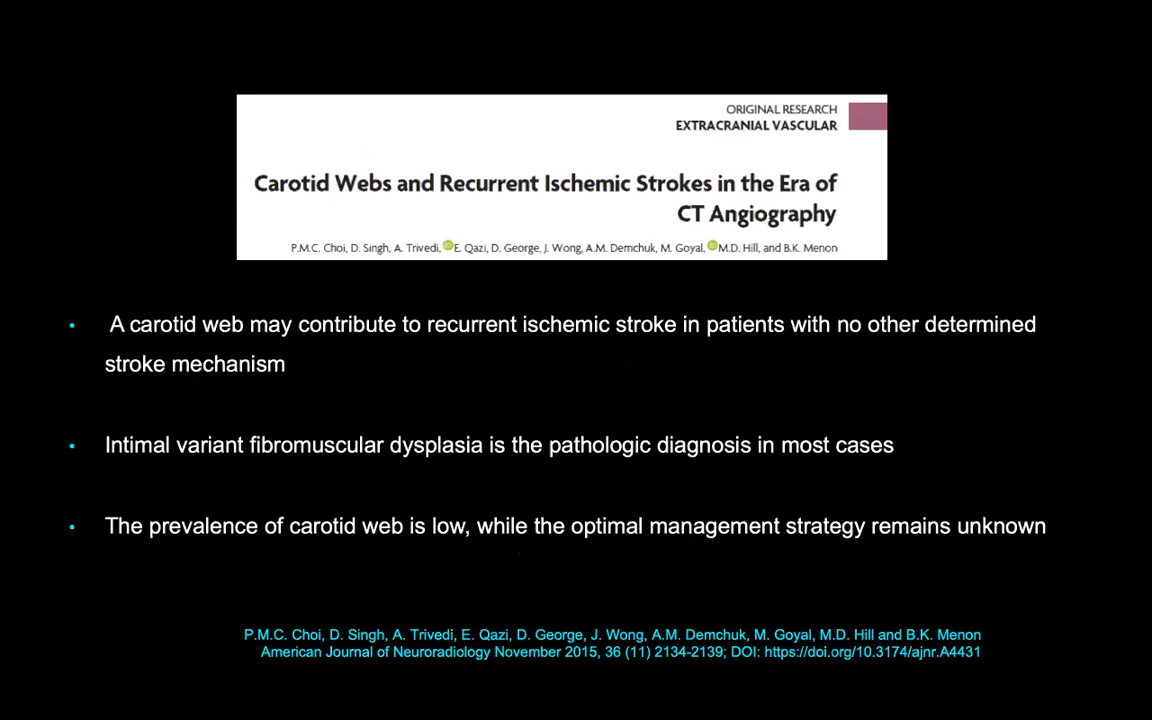 ORIGINAL RESEARCH
EXTRACRANIAL VASCULAR
Carotid Webs and Recurrent Ischemic Strokes in the Era of
CT Angiography
P.M.C. Choi, D. Singh, A. Trivedi, E. Qazi, D. George, J. Wong, A.M. Demchuk, M. Goyal, M.D. Hill, and B.K. Menon
• A carotid web may contribute to recurrent ischemic stroke in patients with no other determined
stroke mechanism
• Intimal variant fibromuscular dysplasia is the pathologic diagnosis in most cases
• The prevalence of carotid web is low, while the optimal management strategy remains unknown
P.M.C. Choi, D. Singh, A. Trivedi, E. Qazi, D. George, J. Wong, A.M. Demchuk, M. Goyal, M.D. Hill and B.K. Menon
American Journal of Neuroradiology November 2015, 36 (11) 2134-2139; DOI: https://doi.org/10.3174/ajnr.A4431